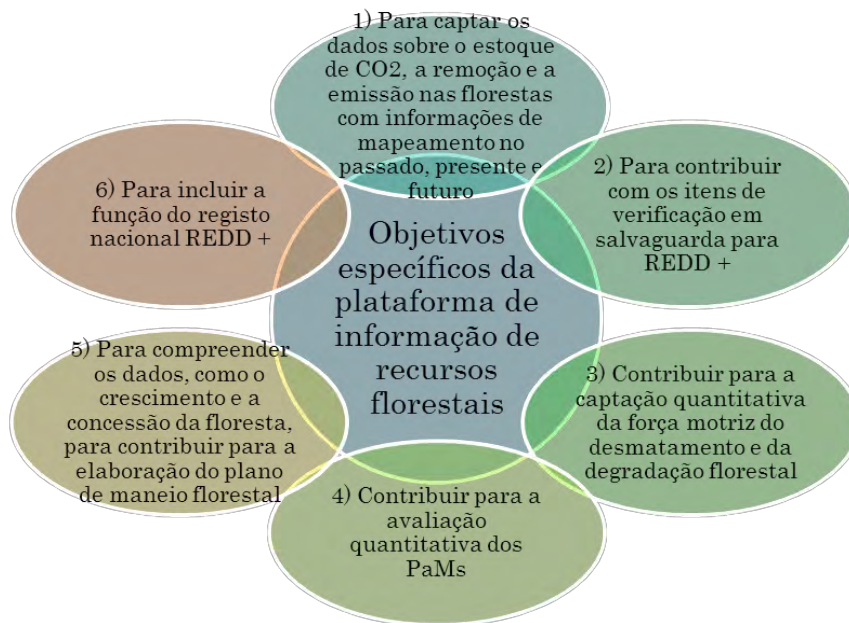 1) Para captar os
dados sobre o estoque
de CO2, a remoção e a
emissão nas florestas
com informações de
mapeamento no
passado, presente e
futuro
2) Para contribuir
com os itens de
verificação em
salvaguarda para
REDD +
3) Contribuir para a
captação quantitativa
da força motriz do
desmatamento e da
degradação florestal
4) Contribuir para a
avaliação
quantitativa dos
PaMs
5) Para compreender
os dados, como o
crescimento e a
concessão da floresta,
para contribuir para a
elaboração do plano
de maneio florestal
6) Para incluir a
função do registo
nacional REDD +
Objetivos
específicos da
plataforma de
informação de
recursos
florestais